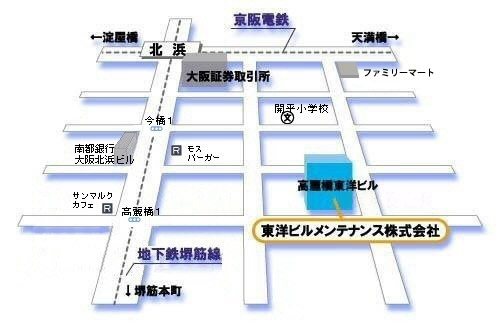 京阪電鉄
←淀屋橋
天満橋→
北浜
大阪証券取引所
ファミリーマート
開平小学校
文
今橋1
南都銀行
大阪北浜ビル
R
モス
バーガー
高麗橋東洋ビル
サンマルク
カフェ
R
高麗橋1
東洋ビルメンテナンス株式会社
地下鉄堺筋線
↓堺筋本町